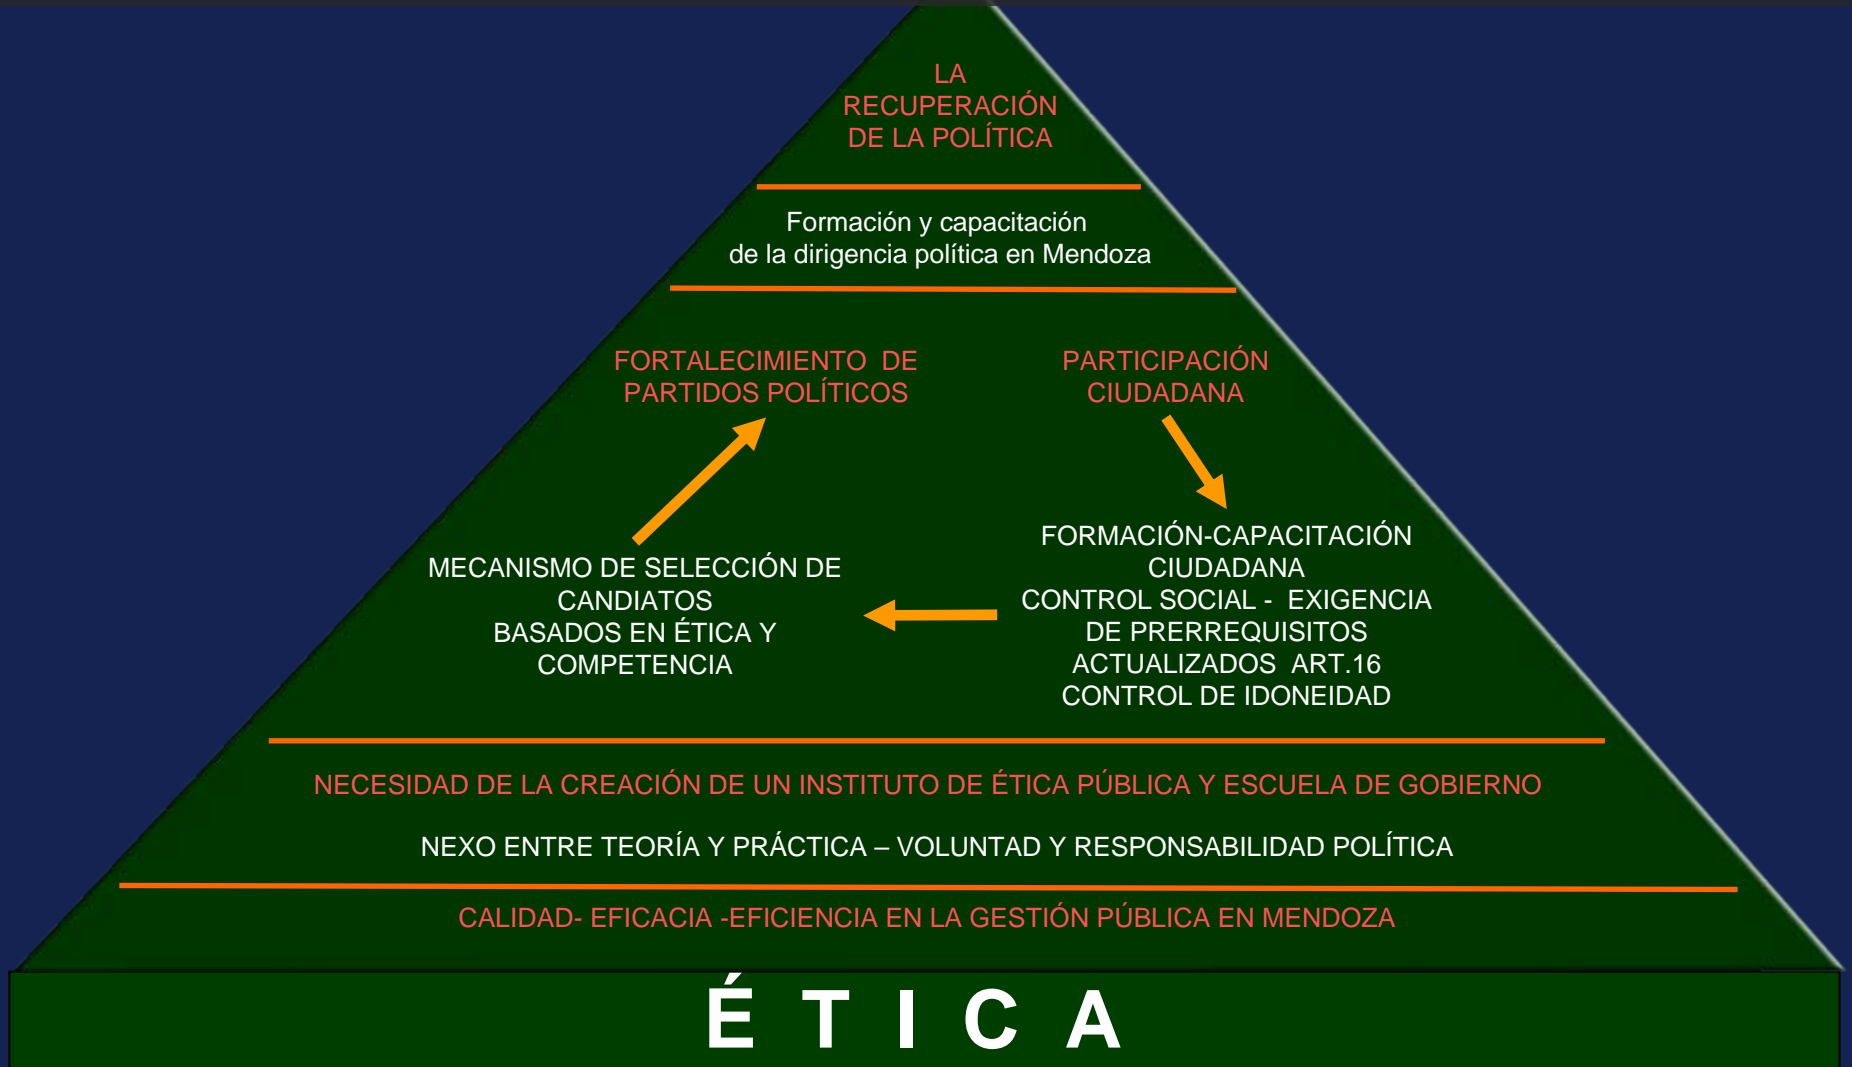 LA
RECUPERACIÓN
DE LA POLÍTICA
Formación y capacitación
de la dirigencia política en Mendoza
FORTALECIMIENTO DE
PARTIDOS POLÍTICOS
PARTICIPACIÓN
CIUDADANA
MECANISMO DE SELECCIÓN DE
CANDIATOS
BASADOS EN ÉTICA Y
COMPETENCIA
FORMACIÓN-CAPACITACIÓN
CIUDADANA
CONTROL SOCIAL - EXIGENCIA
DE PRERREQUISITOS
ACTUALIZADOS ART.16
CONTROL DE IDONEIDAD
NECESIDAD DE LA CREACIÓN DE UN INSTITUTO DE ÉTICA PÚBLICA Y ESCUELA DE GOBIERNO
NEXO ENTRE TEORÍA Y PRÁCTICA – VOLUNTAD Y RESPONSABILIDAD POLÍTICA
CALIDAD- EFICACIA -EFICIENCIA EN LA GESTIÓN PÚBLICA EN MENDOZA
É T I C A